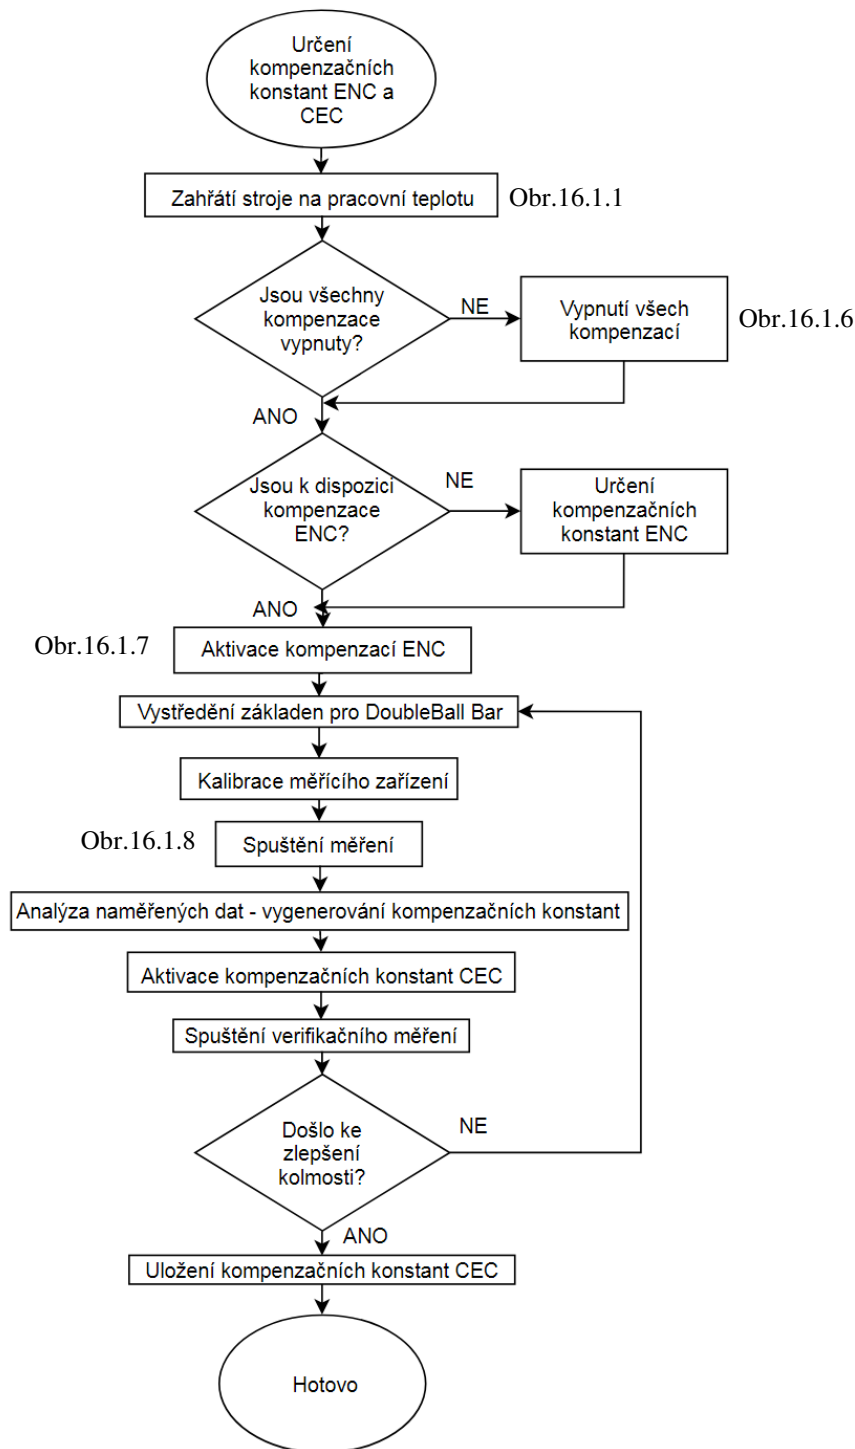 Určení
kompenzačních
konstant ENC a
CEC
Zahřátí stroje na pracovní teplotu
Obr.16.1.1
Jsou všechny
kompenzace
vypnuty?
NE
Vypnutí všech
kompenzací
Obr.16.1.6
ANO
Jsou k dispozici
kompenzace
ENC?
NE
Určení
kompenzačních
konstant ENC
ANO
Obr.16.1.7
Aktivace kompenzací ENC
Vystředění základen pro DoubleBall Bar
Kalibrace měřícího zařízení
Obr.16.1.8
Spuštění měření
Analýza naměřených dat - vygenerování kompenzačních konstant
Aktivace kompenzačních konstant CEC
Spuštění verifikačního měření
Došlo ke
zlepšení
kolmosti?
NE
ANO
Uložení kompenzačních konstant CEC
Hotovo